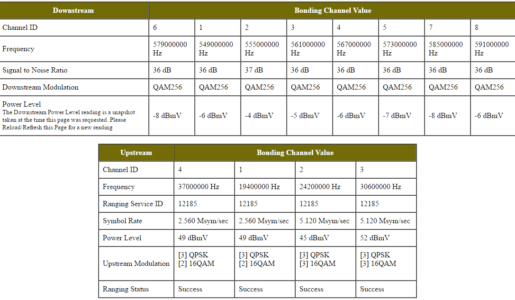 Downstream Bonding Channel Value
Channel ID 6 1 2 3 4 5 7 8
Frequency 579000000 Hz 549000000 Hz 555000000 Hz 561000000 Hz 567000000 Hz 573000000 Hz 585000000 Hz 591000000 Hz
Signal to Noise Ratio 36 dB 36 dB 37 dB 36 dB 36 dB 36 dB 36 dB 36 dB
Downstream Modulation QAM256 QAM256 QAM256 QAM256 QAM256 QAM256 QAM256 QAM256
Power Level
The Downstream Power Level reading is a snapshot
taken at the time this page was requested. Please
Reload/Refresh this Page for a new reading
-8 dBmV -6 dBmV -4 dBmV -5 dBmV -6 dBmV -7 dBmV -8 dBmV -6 dBmV
Upstream Bonding Channel Value
Channel ID 4 1 2 3
Frequency 37000000 Hz 19400000 Hz 24200000 Hz 30600000 Hz
Ranging Service ID 12185 12185 12185 12185
Symbol Rate 2.560 Msym/sec 2.560 Msym/sec 5.120 Msym/sec 5.120 Msym/sec
Power Level 49 dBmV 49 dBmV 45 dBmV 52 dBmV
Upstream Modulation [3] QPSK [3] QPSK [3] QPSK [3] QPSK
[2] 16QAM [2] 16QAM [3] 16QAM [3] 16QAM
Ranging Status Success Success Success Success